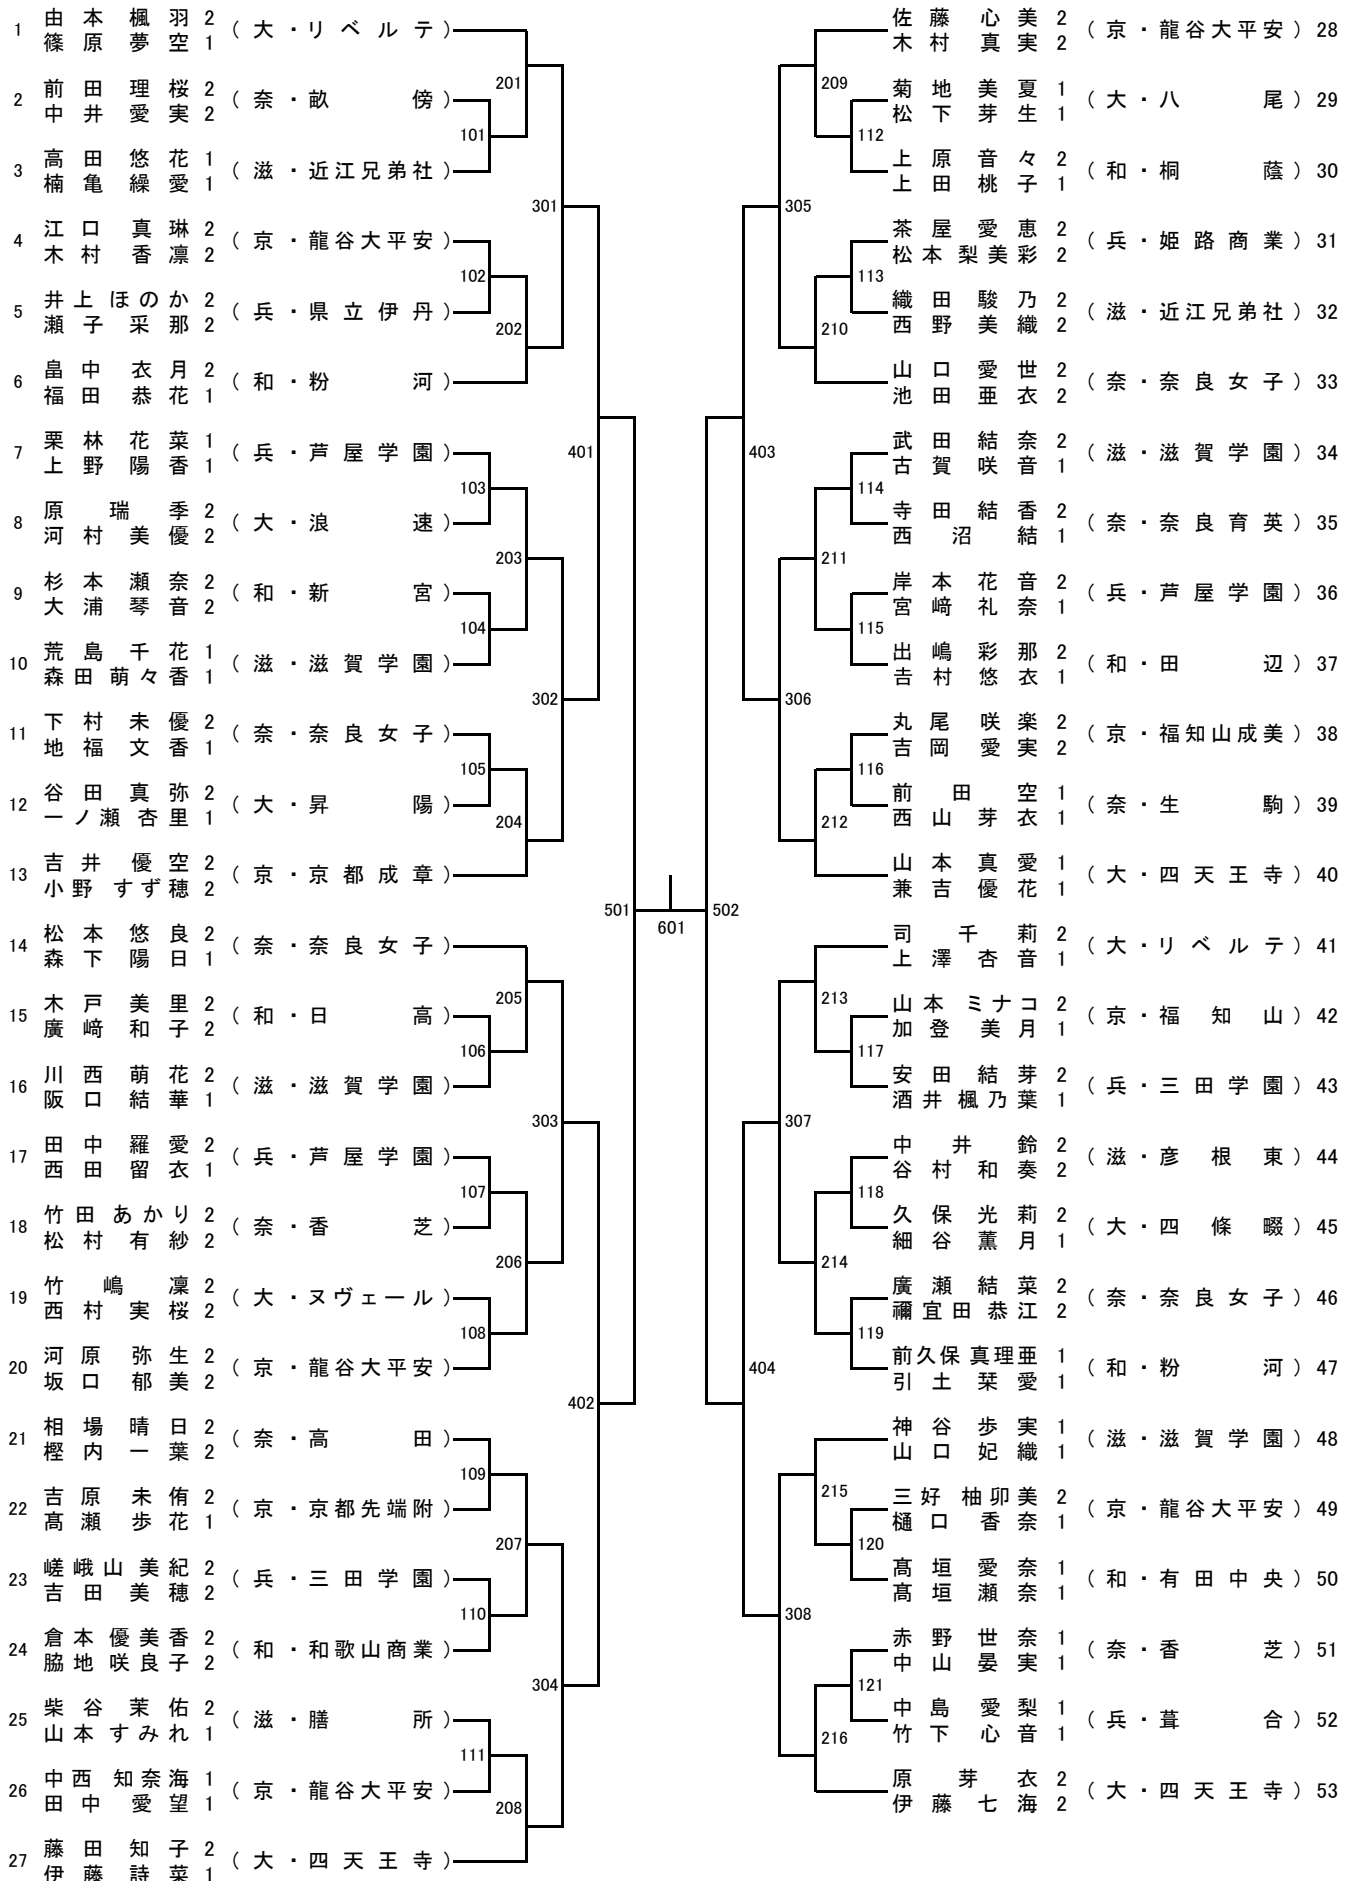 1 由本楓羽 2 (大・リベルテ)
篠原夢空 1
2 前田理桜 2 (奈・畝傍)
中井愛実 2
3 高田悠花 1 (滋・近江兄弟社)
楠亀繰愛 1
4 江口真琳 2 (京・龍谷大平安)
木村香凛 2
5 井上ほのか 2 (兵・県立伊丹)
瀬子采那 2
6 畠中衣月 2 (和・粉河)
福田恭花 1
7 栗林花菜 1 (兵・芦屋学園)
上野陽香 1
8 原瑞季 2 (大・浪速)
河村美優 2
9 杉本瀬奈 2 (和・新宮)
大浦琴音 2
10 荒島千花 1 (滋・滋賀学園)
森田萌々香 1
11 下村未優 2 (奈・奈良女子)
地福文香 1
12 谷田真弥 2 (大・昇陽)
一ノ瀬杏里 1
13 吉井優空 2 (京・京都成章)
小野すず穂 2
14 松本悠良 2 (奈・奈良女子)
森下陽日 1
15 木戸美里 2 (和・日高)
廣﨑和子 2
16 川西萌花 2 (滋・滋賀学園)
阪口結華 1
17 田中羅愛 2 (兵・芦屋学園)
西田留衣 1
18 竹田あかり 2 (奈・香芝)
松村有紗 2
19 竹嶋凜 2 (大・ヌヴェール)
西村実桜 2
20 河原弥生 2 (京・龍谷大平安)
坂口郁美 2
21 相場晴日 2 (奈・高田)
樫内一葉 2
22 吉原未侑 2 (京・京都先端附)
髙瀬歩花 1
23 嵯峨山美紀 2 (兵・三田学園)
吉田美穂 2
24 倉本優美香 2 (和・和歌山商業)
脇地咲良子 2
25 柴谷茉佑 2 (滋・膳所)
山本すみれ 1
26 中西知奈海 1 (京・龍谷大平安)
田中愛望 1
27 藤田知子 2 (大・四天王寺)
伊藤詩菜 1
101
102
103
104
105
106
107
108
109
110
111
201
202
203
204
205
206
207
208
301
302
303
304
401
402
501
601
502
403
404
305
306
307
308
209
210
211
212
213
214
215
216
112
113
114
115
116
117
118
119
120
121
佐藤心美 2 (京・龍谷大平安) 28
木村真実 2
菊地美夏 1 (大・八尾) 29
松下芽生 1
上原音々 2 (和・桐蔭) 30
上田桃子 1
茶屋愛恵 2 (兵・姫路商業) 31
松本梨美彩 2
織田駿乃 2 (滋・近江兄弟社) 32
西野美織 2
山口愛世 2 (奈・奈良女子) 33
池田亜衣 2
武田結奈 2 (滋・滋賀学園) 34
古賀咲音 1
寺田結香 2 (奈・奈良育英) 35
西沼結 1
岸本花音 2 (兵・芦屋学園) 36
宮﨑礼奈 1
出嶋彩那 2 (和・田辺) 37
吉村悠衣 1
丸尾咲楽 2 (京・福知山成美) 38
吉岡愛実 2
前田空 1 (奈・生駒) 39
西山芽衣 1
山本真愛 1 (大・四天王寺) 40
兼吉優花 1
司千莉 2 (大・リベルテ) 41
上澤杏音 1
山本ミナコ 2 (京・福知山) 42
加登美月 1
安田結芽 2 (兵・三田学園) 43
酒井楓乃葉 1
中井鈴 2 (滋・彦根東) 44
谷村和奏 2
久保光莉 2 (大・四條畷) 45
細谷薫月 1
廣瀬結菜 2 (奈・奈良女子) 46
禰宜田恭江 2
前久保真理亜 1 (和・粉河) 47
引土栞愛 1
神谷歩実 1 (滋・滋賀学園) 48
山口妃織 1
三好柚卯美 2 (京・龍谷大平安) 49
樋口香奈 1
髙垣愛奈 1 (和・有田中央) 50
髙垣瀬奈 1
赤野世奈 1 (奈・香芝) 51
中山晏実 1
中島愛梨 1 (兵・葺合) 52
竹下心音 1
原芽衣 2 (大・四天王寺) 53
伊藤七海 2